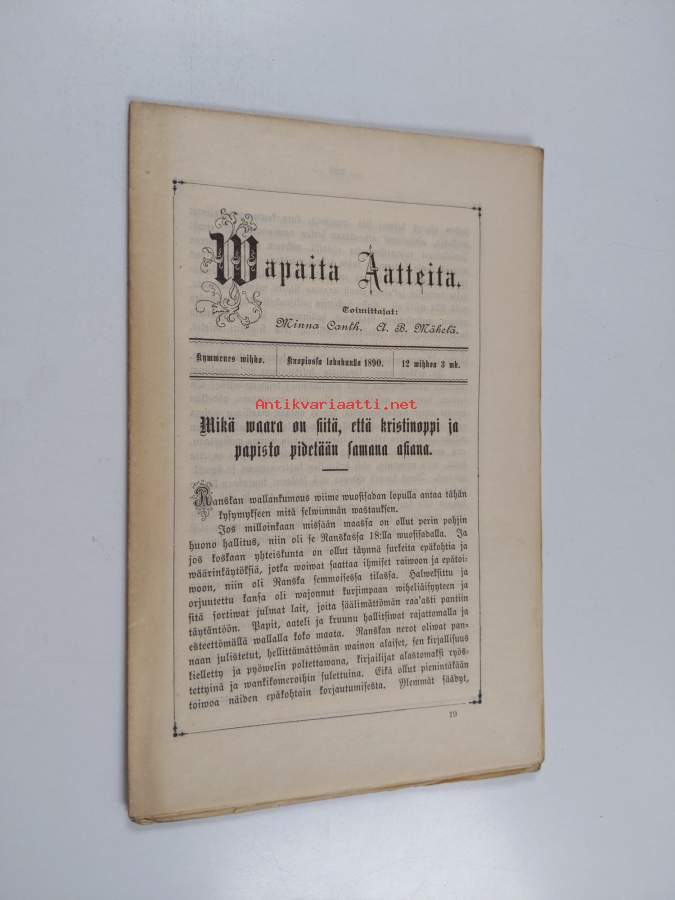 Wapaita Aatteita.
Toimittajat:
Minna Canth. A. B. Mäkelä.
Kymmenes wihko. Kuopiossa lokakuulla 1890. 12 wihkoa 3 mk.
Antikvariaatti.net
Mikä waara on siitä, että kristinoppi ja
papisto pidetään samana asiana.
Ranskan wallankumous wiime wuosisadan lopulla antaa tähän
kysymykseen mitä selwimmän wastauksen.
Jos milloinkaan missään maassa on ollut perin pohjin
huono hallitus, niin oli se Ranskassa 18:lla wuosisadalla. Ja
jos koskaan yhteiskunta on ollut täynnä surkeita epäkohtia ja
wäärinkäytöksiä, jotka woiwat saattaa ihmiset raiwoon ja epätoi-
woon, niin oli Ranska semmoisessa tilassa. Halweksittu ja
orjuutettu kansa oli wajonnut kurjimpaan wiheliäisyyteen ja
sitä sortiwat julmat lait, joita säälimättömän raa'asti pantiin
täytäntöön. Papit, aateli ja kruunu hallitsiwat rajattomalla ja
esteettömällä wallalla koko maata. Ranskan nerot oliwat pan-
naan julistetut, hellittämättömän wainon alaiset, sen kirjallisuus
kielletty ja pyöwelin poltettawana, kirjailijat alastomaksi ryös-
tettyinä ja wankikomeroihin suljettuina. Eikä ollut pienintäkään
toiwoa näiden epäkohtain korjautumisesta. Ylemmät säädyt,
19